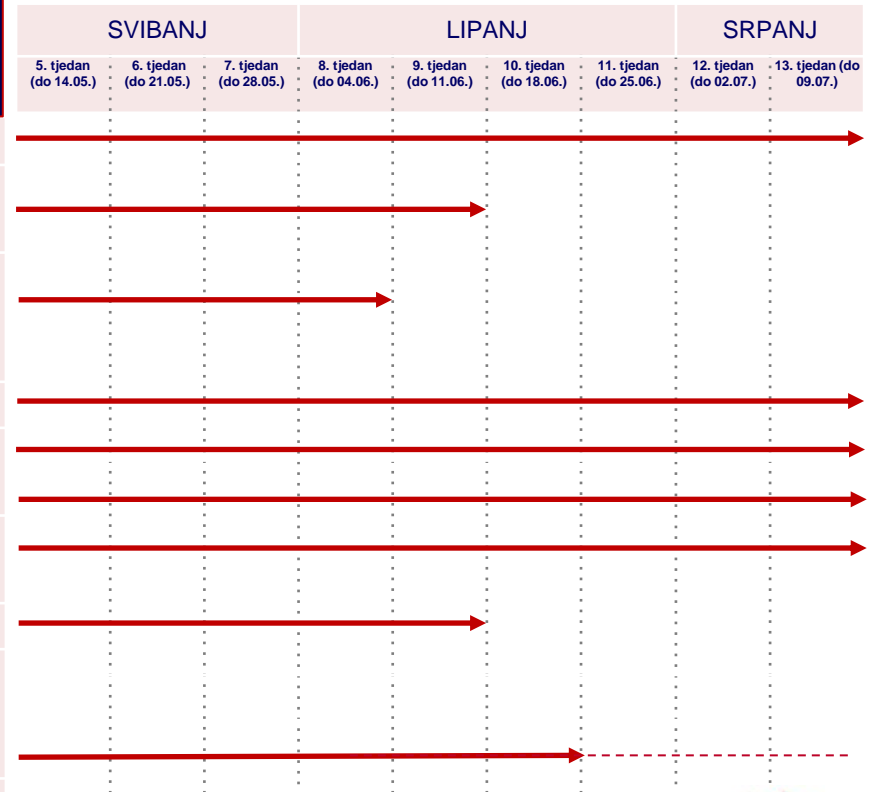 SVIBANJ LIPANJ SRPANJ
5. tjedan 6. tjedan 7. tjedan 8. tjedan 9. tjedan 10. tjedan 11. tjedan 12. tjedan 13. tjedan (do
(do 14.05.) (do 21.05.) (do 28.05.) (do 04.06.) (do 11.06.) (do 18.06.) (do 25.06.) (do 02.07.) 09.07.)